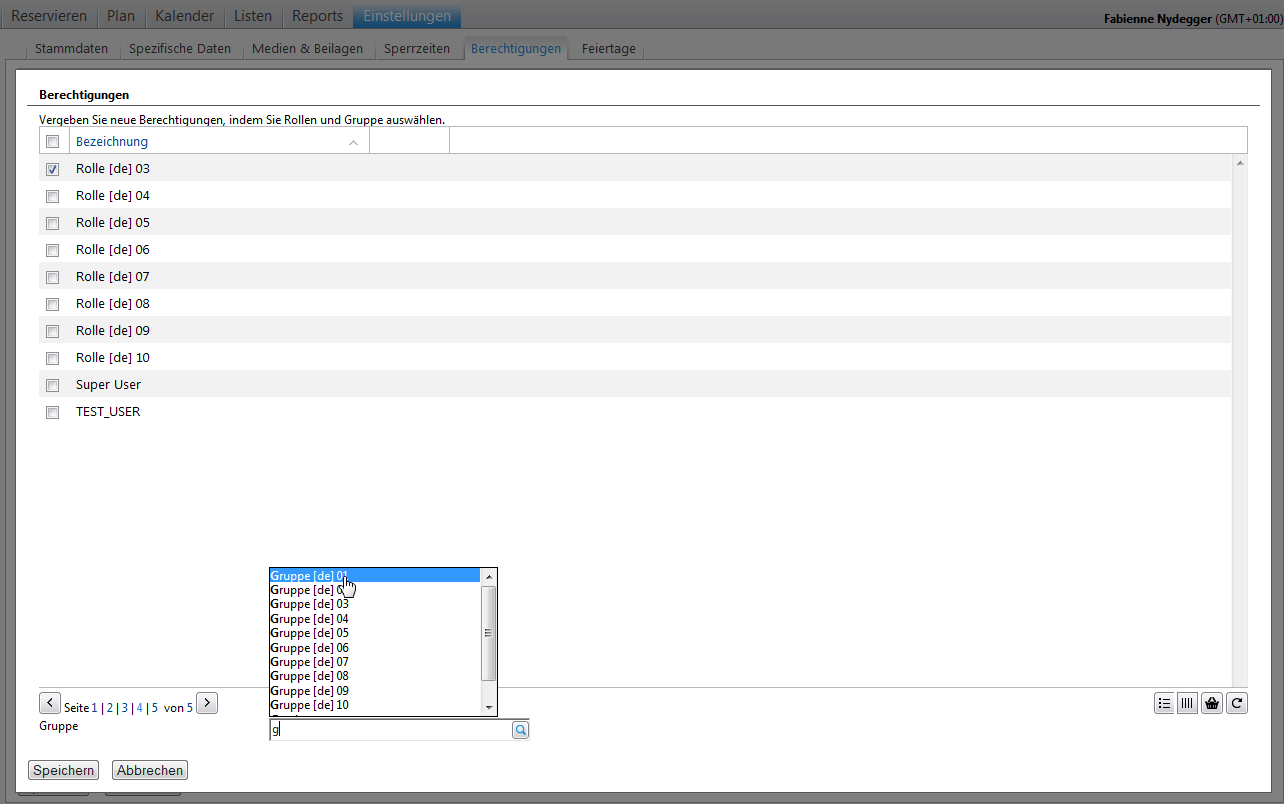 Reservieren Plan Kalender Listen Reports Einstellungen Fabienne Nydegger (GMT+01:00)
Stammdaten Spezifische Daten Medien & Beilagen Sperrzeiten Berechtigungen Feiertage
Berechtigungen
Vergeben Sie neue Berechtigungen, indem Sie Rollen und Gruppe auswählen.
Bezeichnung
Rolle [de] 03
Rolle [de] 04
Rolle [de] 05
Rolle [de] 06
Rolle [de] 07
Rolle [de] 08
Rolle [de] 09
Rolle [de] 10
Super User
TEST_USER
Gruppe [de] 01
Gruppe [de]
Gruppe [de] 03
Gruppe [de] 04
Gruppe [de] 05
Gruppe [de] 06
Gruppe [de] 07
Gruppe [de] 08
Gruppe [de] 09
Gruppe [de] 10
Seite 1 | 2 | 3 | 4 | 5 von 5
Gruppe
g
Speichern Abbrechen